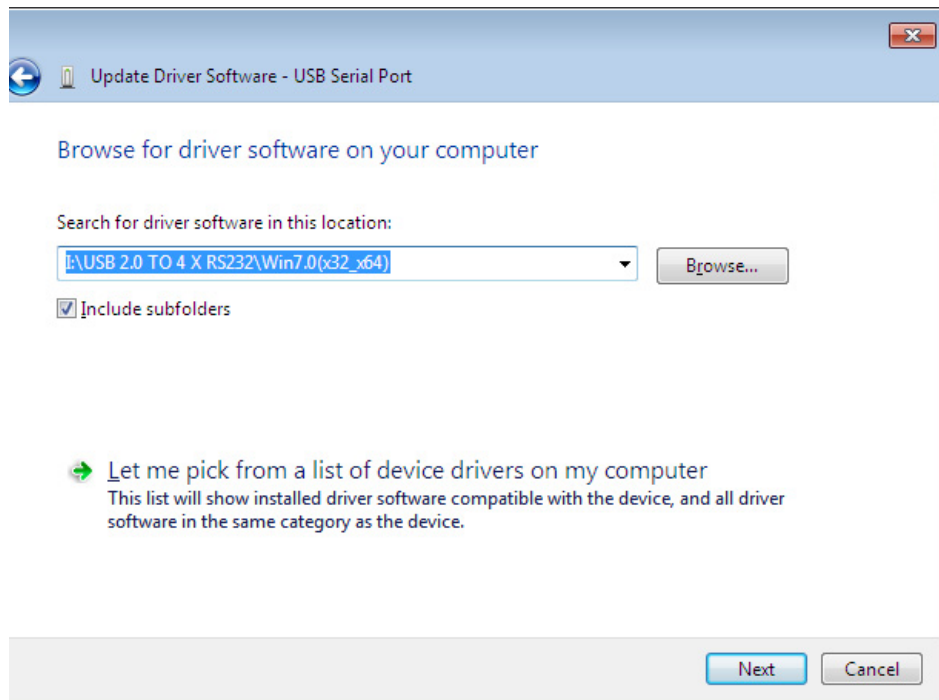 Update Driver Software - USB Serial Port
Browse for driver software on your computer
Search for driver software in this location:
I:\USB 2.0 TO 4 X RS232\Win7.0(x32_x64)
Browse...
Include subfolders
Let me pick from a list of device drivers on my computer
This list will show installed driver software compatible with the device, and all driver
software in the same category as the device.
Next
Cancel